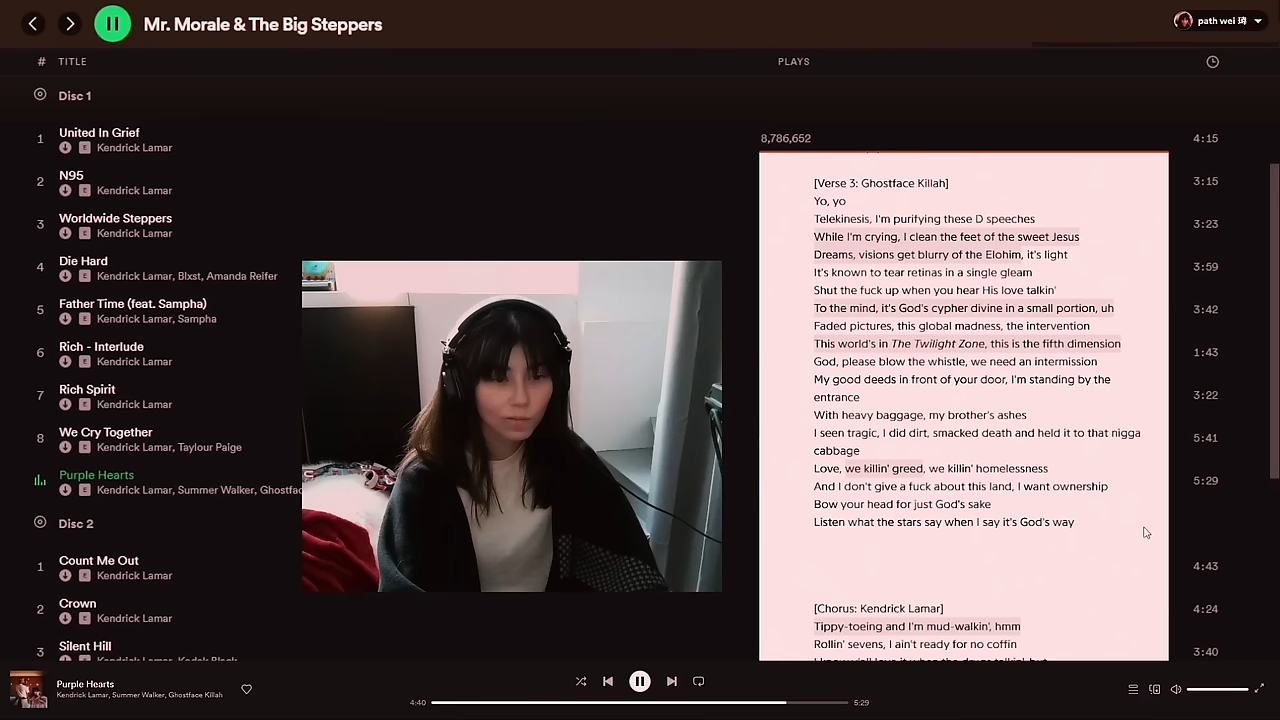 Mr. Morale & The Big Steppers
path wei 瑋
# TITLE PLAYS
Disc 1
1 United In Grief 8,786,652 4:15
E Kendrick Lamar
2 N95 3:15
E Kendrick Lamar
3 Worldwide Steppers 3:23
E Kendrick Lamar
4 Die Hard 3:59
E Kendrick Lamar, Blxst, Amanda Reifer
5 Father Time (feat. Sampha) 3:42
E Kendrick Lamar, Sampha
6 Rich - Interlude 1:43
E Kendrick Lamar
7 Rich Spirit 3:22
E Kendrick Lamar
8 We Cry Together 5:41
E Kendrick Lamar, Taylour Paige
Purple Hearts 5:29
E Kendrick Lamar, Summer Walker, Ghostfac
Disc 2
1 Count Me Out 4:43
E Kendrick Lamar
2 Crown 4:24
E Kendrick Lamar
3 Silent Hill 3:40
E Kendrick Lamar, Kodak Black
[Verse 3: Ghostface Killah]
Yo, yo
Telekinesis, I'm purifying these D speeches
While I'm crying, I clean the feet of the sweet Jesus
Dreams, visions get blurry of the Elohim, it's light
It's known to tear retinas in a single gleam
Shut the fuck up when you hear His love talkin'
To the mind, it's God's cypher divine in a small portion, uh
Faded pictures, this global madness, the intervention
This world's in The Twilight Zone, this is the fifth dimension
God, please blow the whistle, we need an intermission
My good deeds in front of your door, I'm standing by the
entrance
With heavy baggage, my brother's ashes
I seen tragic, I did dirt, smacked death and held it to that nigga
cabbage
Love, we killin' greed, we killin' homelessness
And I don't give a fuck about this land, I want ownership
Bow your head for just God's sake
Listen what the stars say when I say it's God's way
[Chorus: Kendrick Lamar]
Tippy-toeing and I'm mud-walkin', hmm
Rollin' sevens, I ain't ready for no coffin
Purple Hearts
Kendrick Lamar, Summer Walker, Ghostface Killah
4:40 5:29